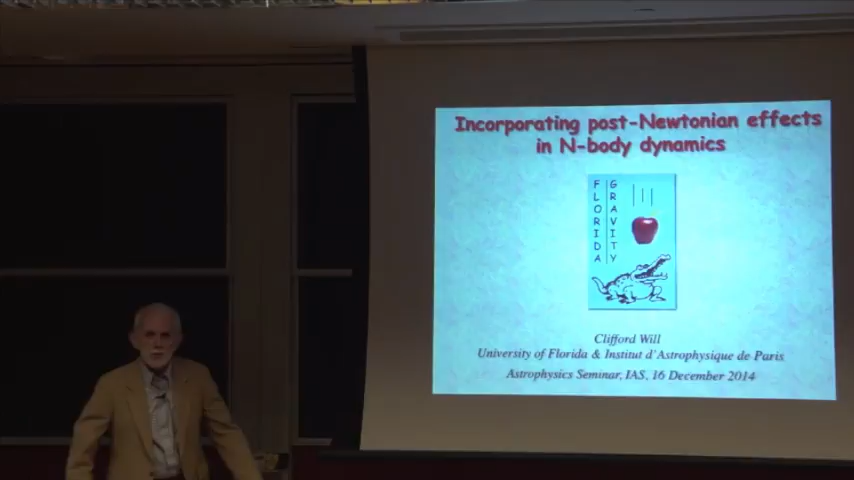 Incorporating post-Newtonian effects
in N-body dynamics
FLORIDA
GRAVITY
Clifford Will
University of Florida & Institut d'Astrophysique de Paris
Astrophysics Seminar, IAS, 16 December 2014